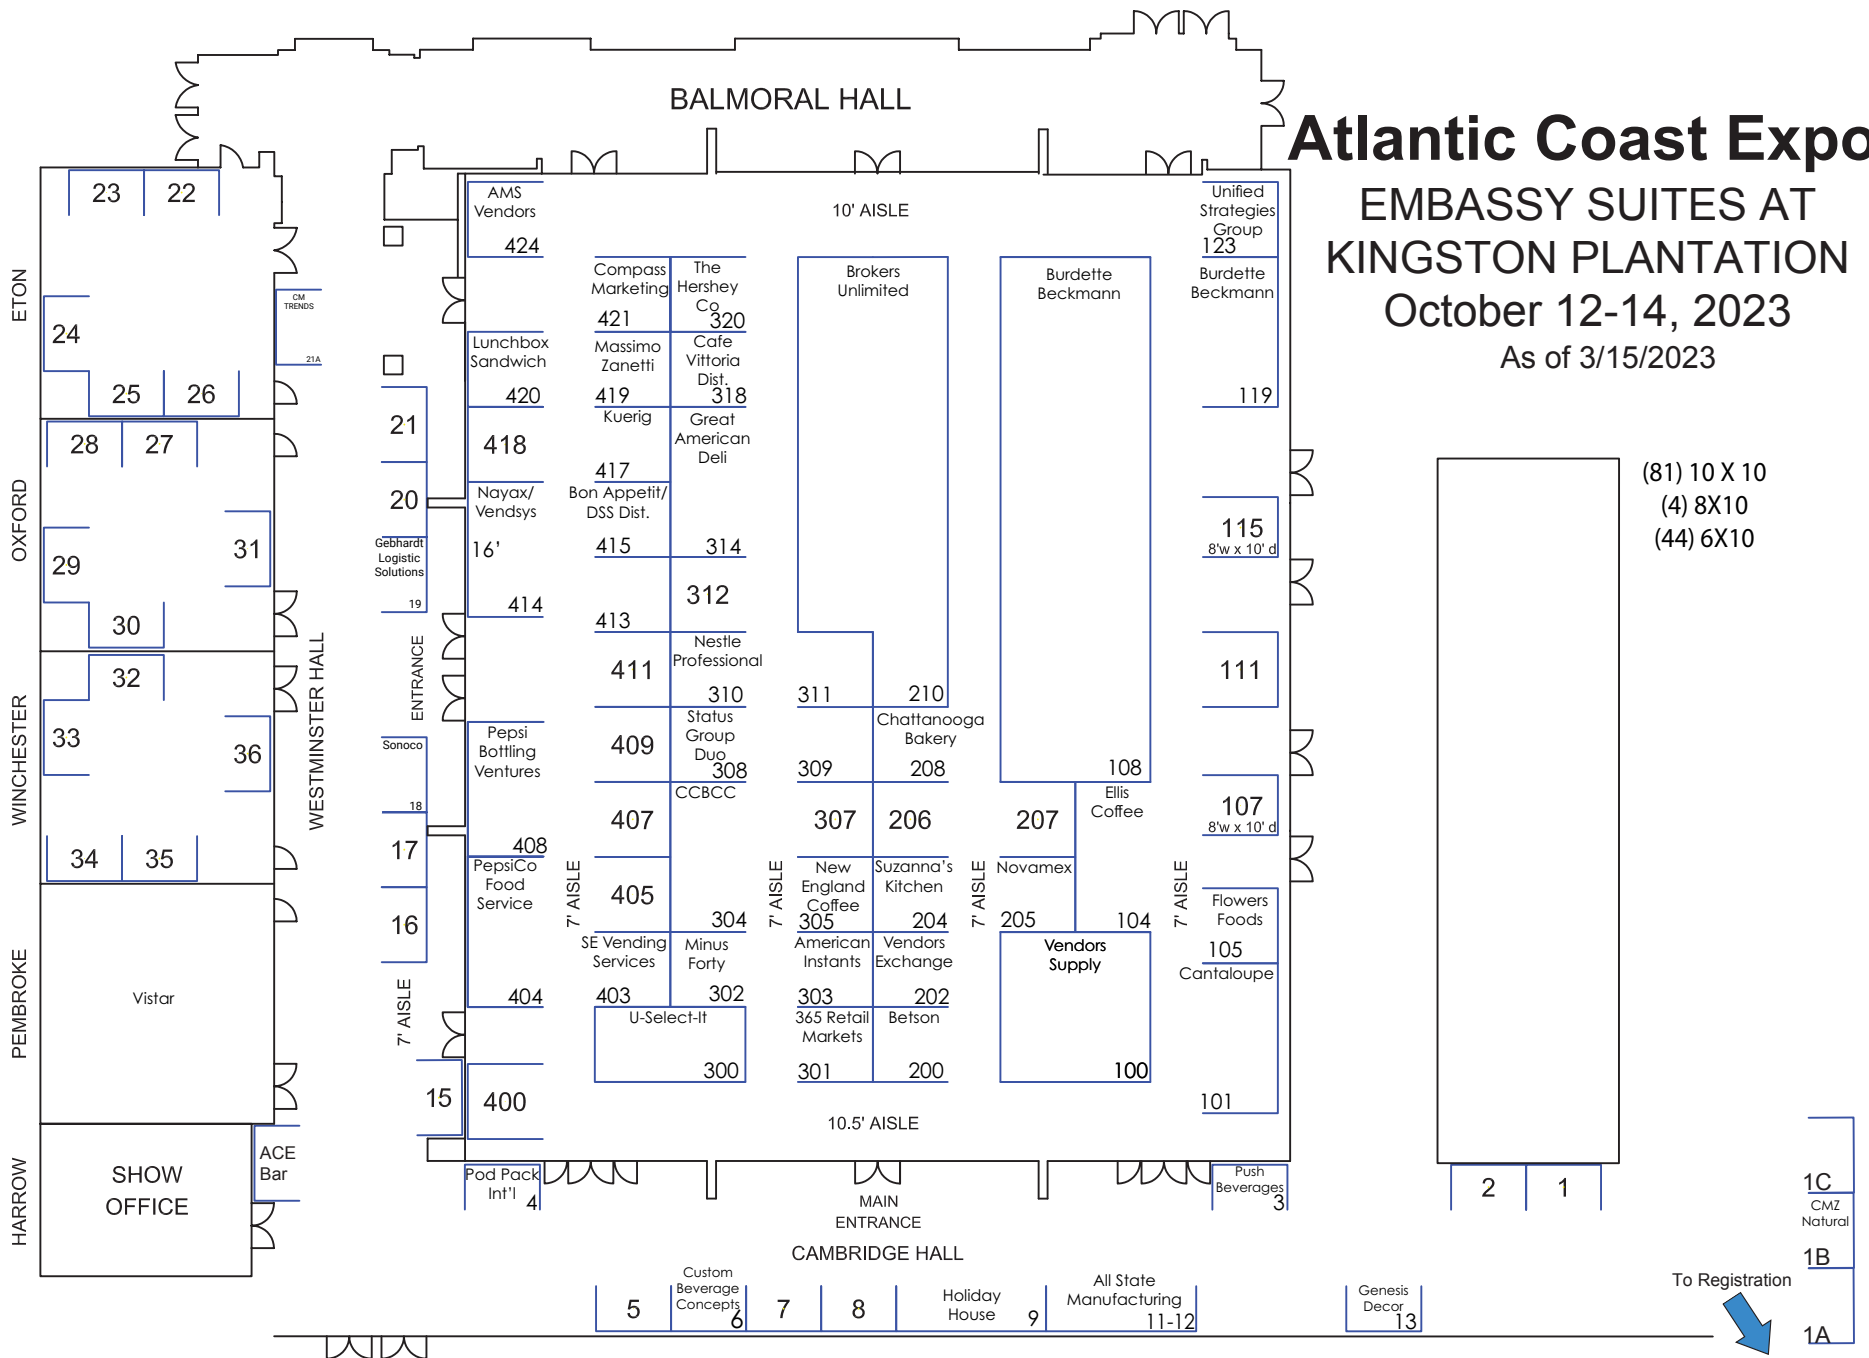 BALMORAL HALL
Atlantic Coast Expo
EMBASSY SUITES AT
KINGSTON PLANTATION
October 12-14, 2023
As of 3/15/2023
(81) 10 X 10
(4) 8X10
(44) 6X10
ETON
23
22
24
25
26
CM
TRENDS
21A
OXFORD
28
27
29
31
30
WINCHESTER
32
33
36
34
35
PEMBROKE
Vistar
HARROW
SHOW
OFFICE
ACE
Bar
WESTMINSTER HALL
21
20
Gebhardt
Logistic
Solutions
19
ENTRANCE
Sonoco
18
17
16
7' AISLE
15
AMS
Vendors
424
Lunchbox
Sandwich
420
418
Nayax/
Vendsys
16’
414
Pepsi
Bottling
Ventures
408
PepsiCo
Food
Service
404
400
7' AISLE
10' AISLE
Compass
Marketing
421
Massimo
Zanetti
419
Kuerig
417
Bon Appetit/
DSS Dist.
415
413
411
409
407
405
SE Vending
Services
403
The
Hershey
Co
320
Cafe
Vittoria
Dist.
318
Great
American
Deli
314
312
Nestle
Professional
310
Status
Group
Duo
308
CCBCC
304
Minus
Forty
302
U-Select-It
300
7' AISLE
Brokers
Unlimited
311
210
309
Chattanooga
Bakery
208
307
206
New
England
Coffee
305
Suzanna’s
Kitchen
204
American
Instants
303
Vendors
Exchange
202
365 Retail
Markets
301
Betson
200
7' AISLE
Burdette
Beckmann
108
207
Ellis
Coffee
104
Novamex
205
Vendors
Supply
100
7' AISLE
Unified
Strategies
Group
123
Burdette
Beckmann
119
115
8'w x 10' d
111
107
8'w x 10' d
Flowers
Foods
105
Cantaloupe
101
10.5' AISLE
Pod Pack
Int’l
4
MAIN
ENTRANCE
Push
Beverages
3
CAMBRIDGE HALL
2
1
5
Custom
Beverage
Concepts
6
7
8
Holiday
House
9
All State
Manufacturing
11-12
Genesis
Decor
13
1C
CMZ
Natural
1B
To Registration
1A